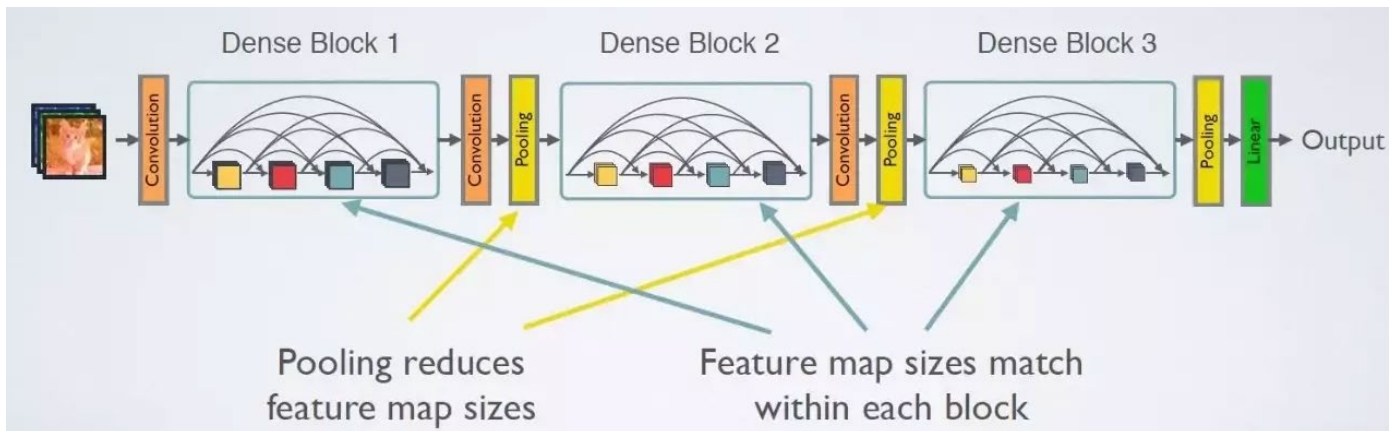 Dense Block 1
Dense Block 2
Dense Block 3
Convolution
Convolution
Pooling
Convolution
Pooling
Pooling
Linear
Output
Pooling reduces
feature map sizes
Feature map sizes match
within each block